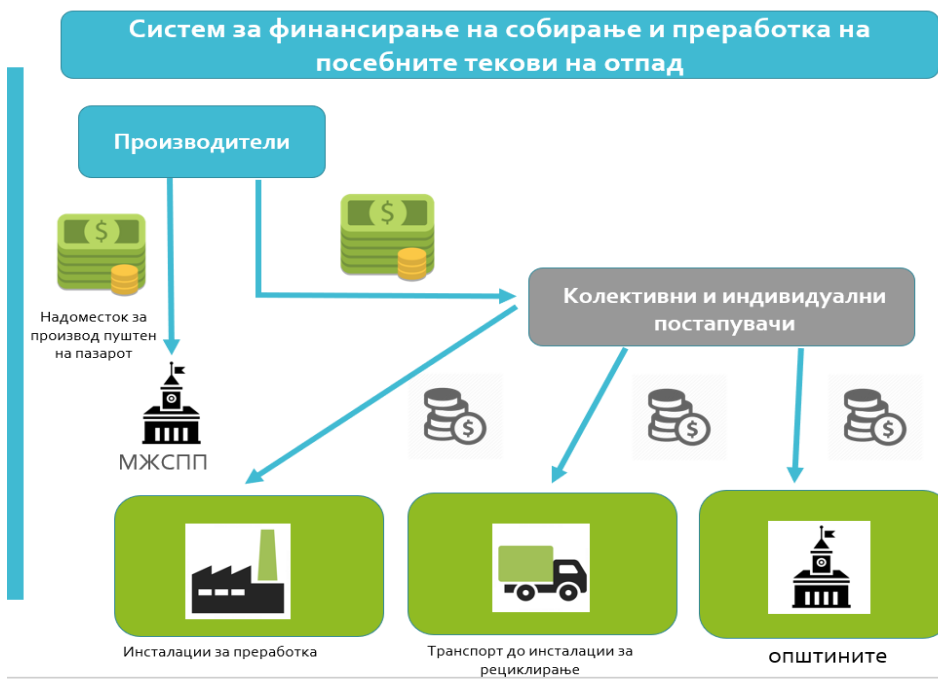 Систем за финансирање на собирање и преработка на
посебните текови на отпад
Производители
Надоместок за
производ пуштен
на пазарот
Колективни и индивидуални
постапувачи
МЖСПП
Инсталации за преработка
Транспорт до инсталации за
рециклирање
општините